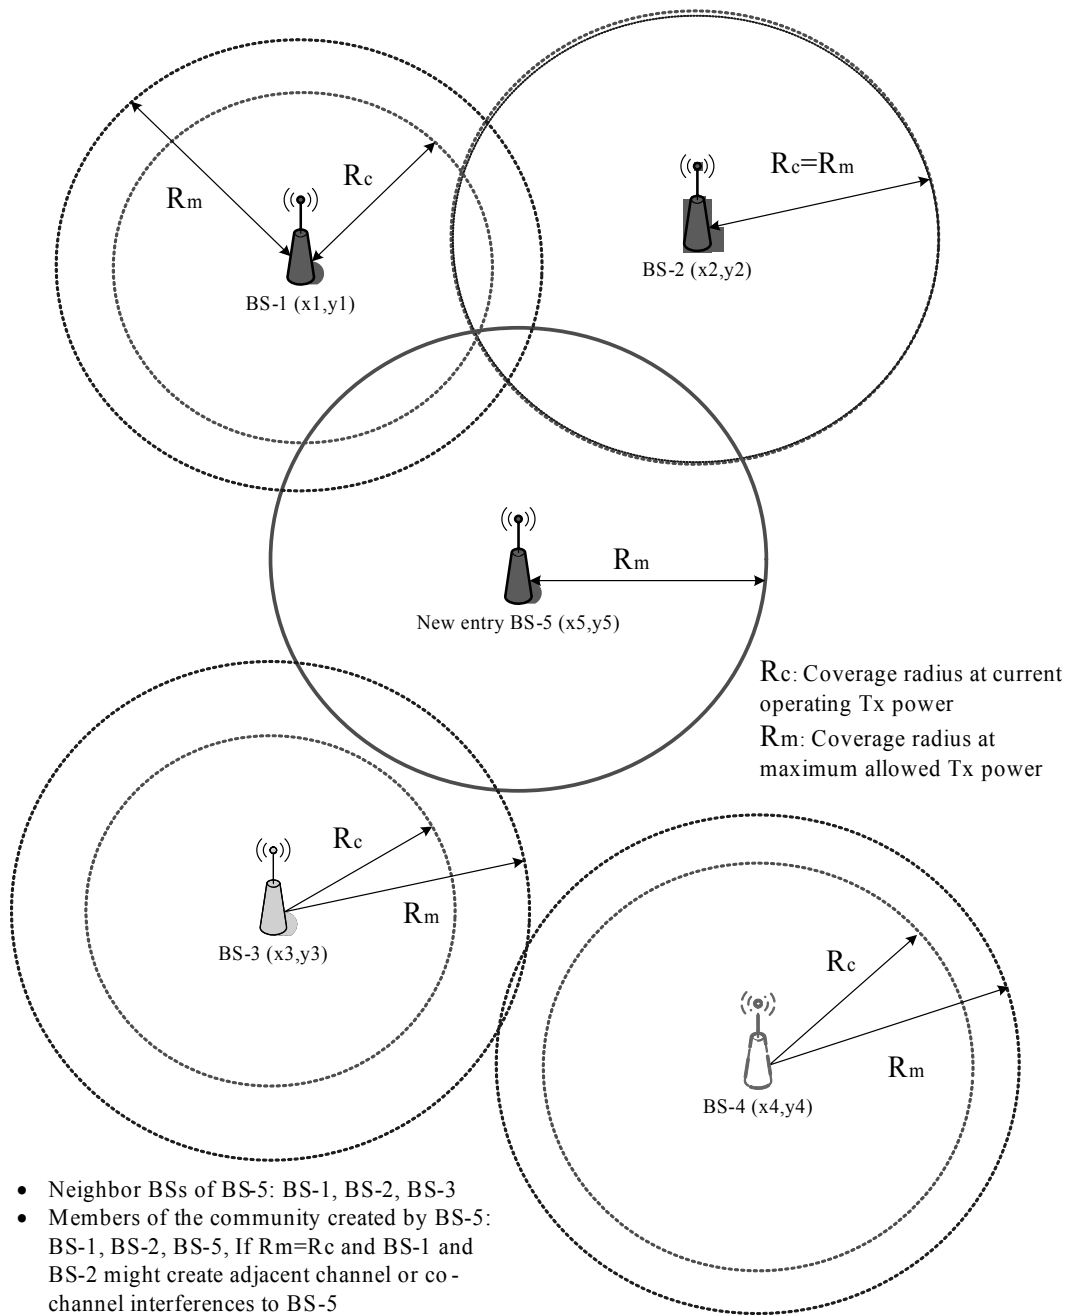 Rc=Rm
Rc
Rm
BS-2 (x2,y2)
BS-1 (x1,y1)
Rm
New entry BS-5 (x5,y5)
Rc: Coverage radius at current
operating Tx power
Rm: Coverage radius at
maximum allowed Tx power
Rc
Rm
BS-3 (x3,y3)
Rc
Rm
BS-4 (x4,y4)
• Neighbor BSs of BS-5: BS-1, BS-2, BS-3
• Members of the community created by BS-5:
BS-1, BS-2, BS-5, If Rm=Rc and BS-1 and
BS-2 might create adjacent channel or co-
channel interferences to BS-5